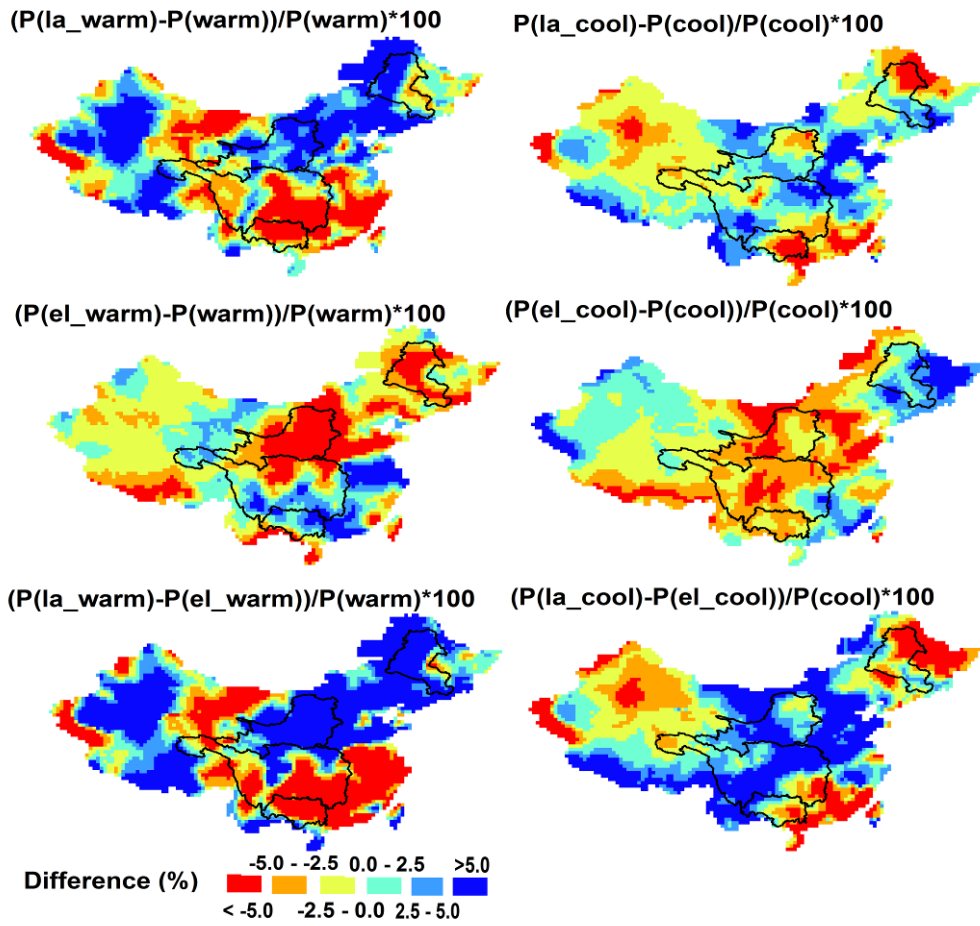 (P(la_warm)-P(warm))/P(warm)*100
P(la_cool)-P(cool)/P(cool)*100
(P(el_warm)-P(warm))/P(warm)*100
(P(el_cool)-P(cool))/P(cool)*100
(P(la_warm)-P(el_warm))/P(warm)*100
(P(la_cool)-P(el_cool))/P(cool)*100
-5.0 - -2.5 0.0 - 2.5 >5.0
Difference (%)
< -5.0 -2.5 - 0.0 2.5 - 5.0